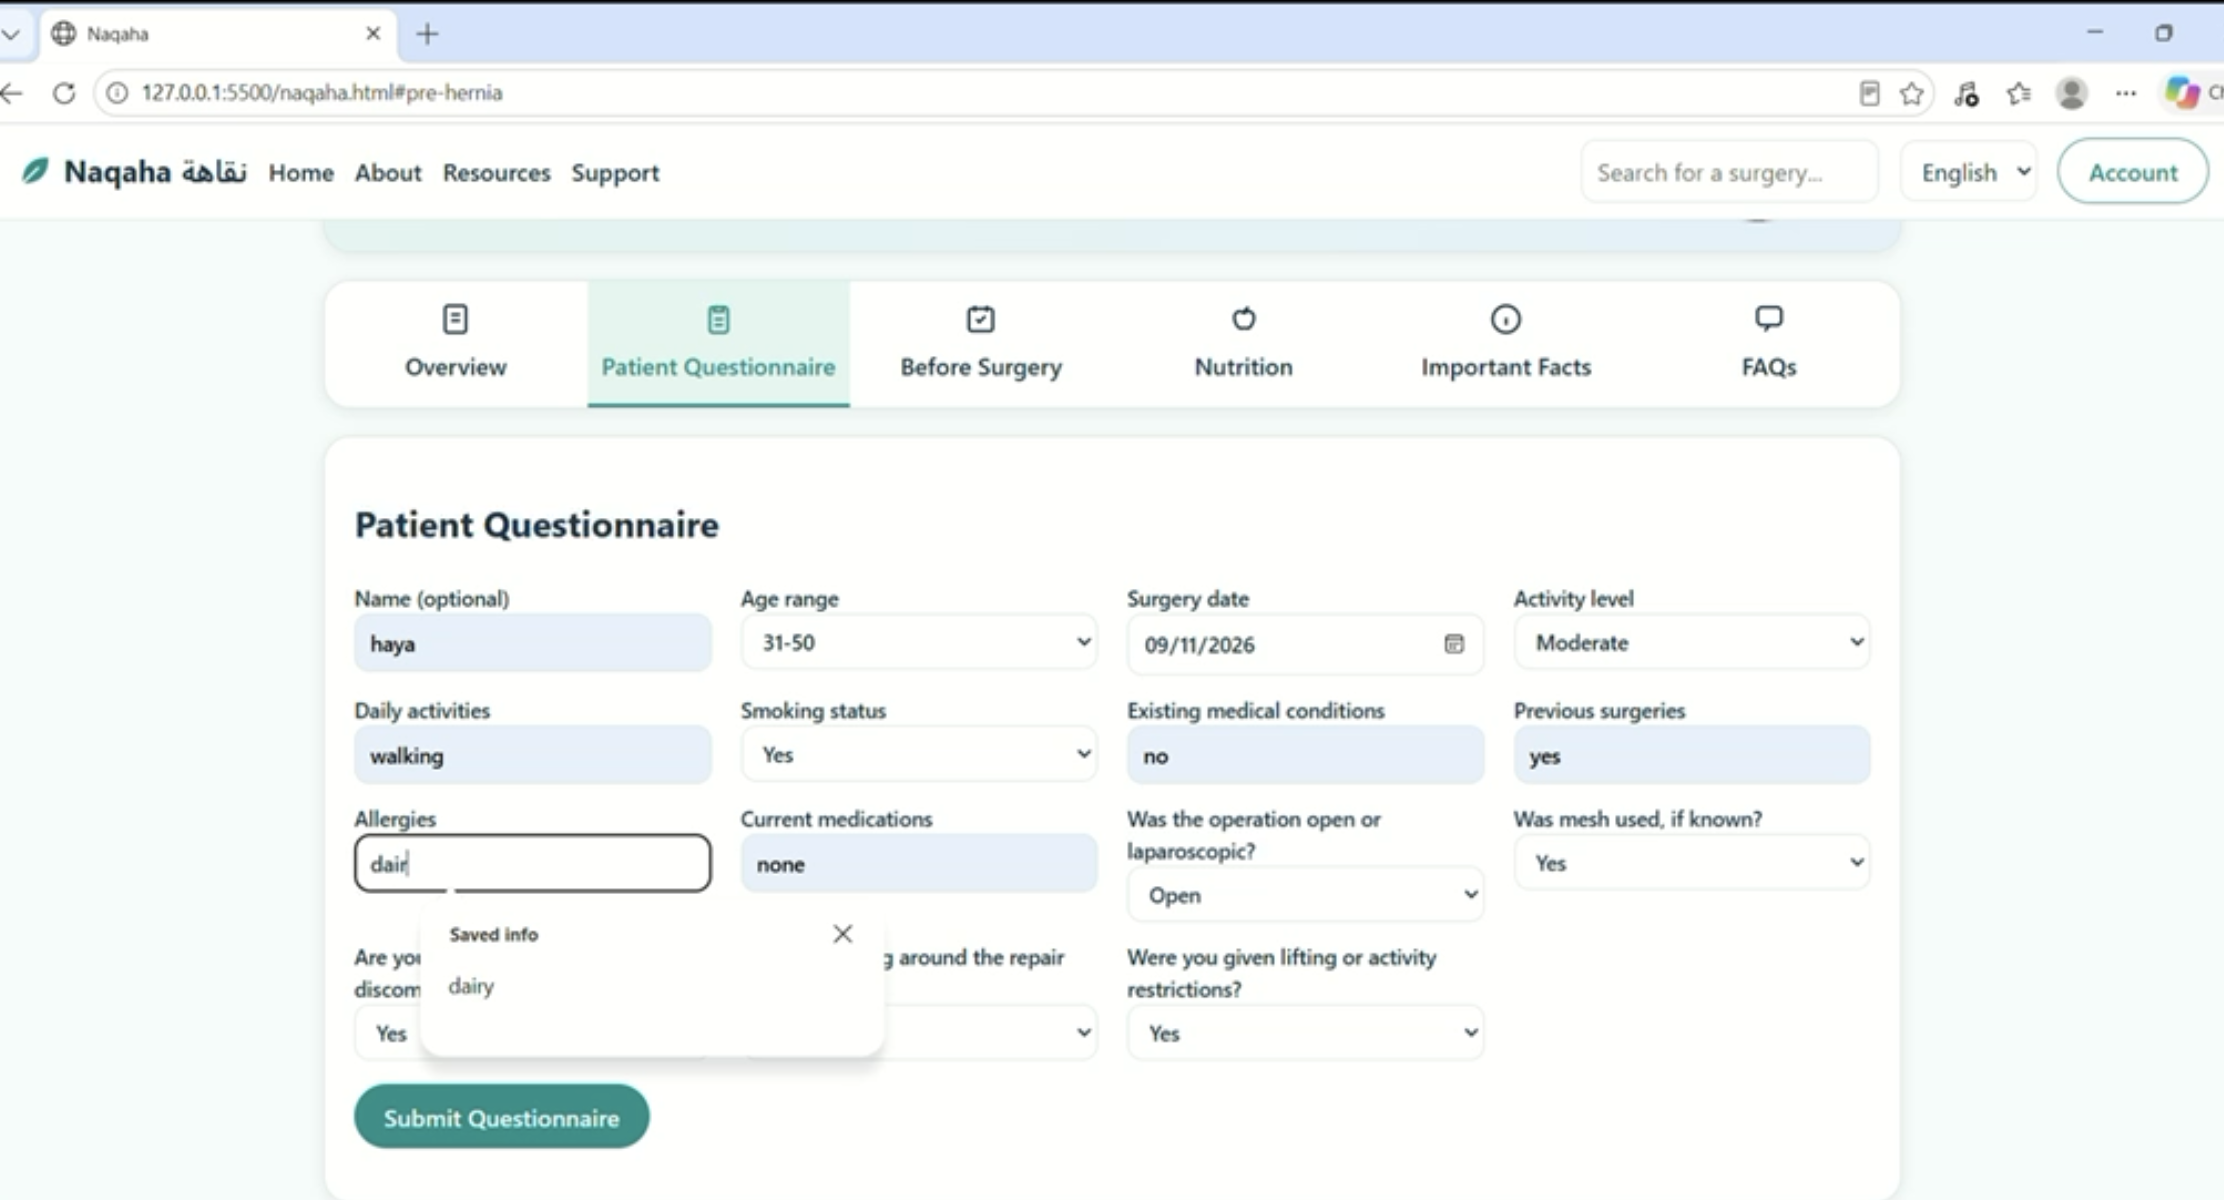 Naqaha
127.0.0.1:5500/naqaha.html#pre-hernia
Naqaha نقاهة Home About Resources Support
Search for a surgery...
English
Account
Overview
Patient Questionnaire
Before Surgery
Nutrition
Important Facts
FAQs
Patient Questionnaire
Name (optional)
haya
Age range
31-50
Surgery date
09/11/2026
Activity level
Moderate
Daily activities
walking
Smoking status
Yes
Existing medical conditions
no
Previous surgeries
yes
Allergies
dair
Current medications
none
Was the operation open or
laparoscopic?
Open
Was mesh used, if known?
Yes
Saved info
dairy
Are you
discom
Yes
g around the repair
Were you given lifting or activity
restrictions?
Yes
Submit Questionnaire